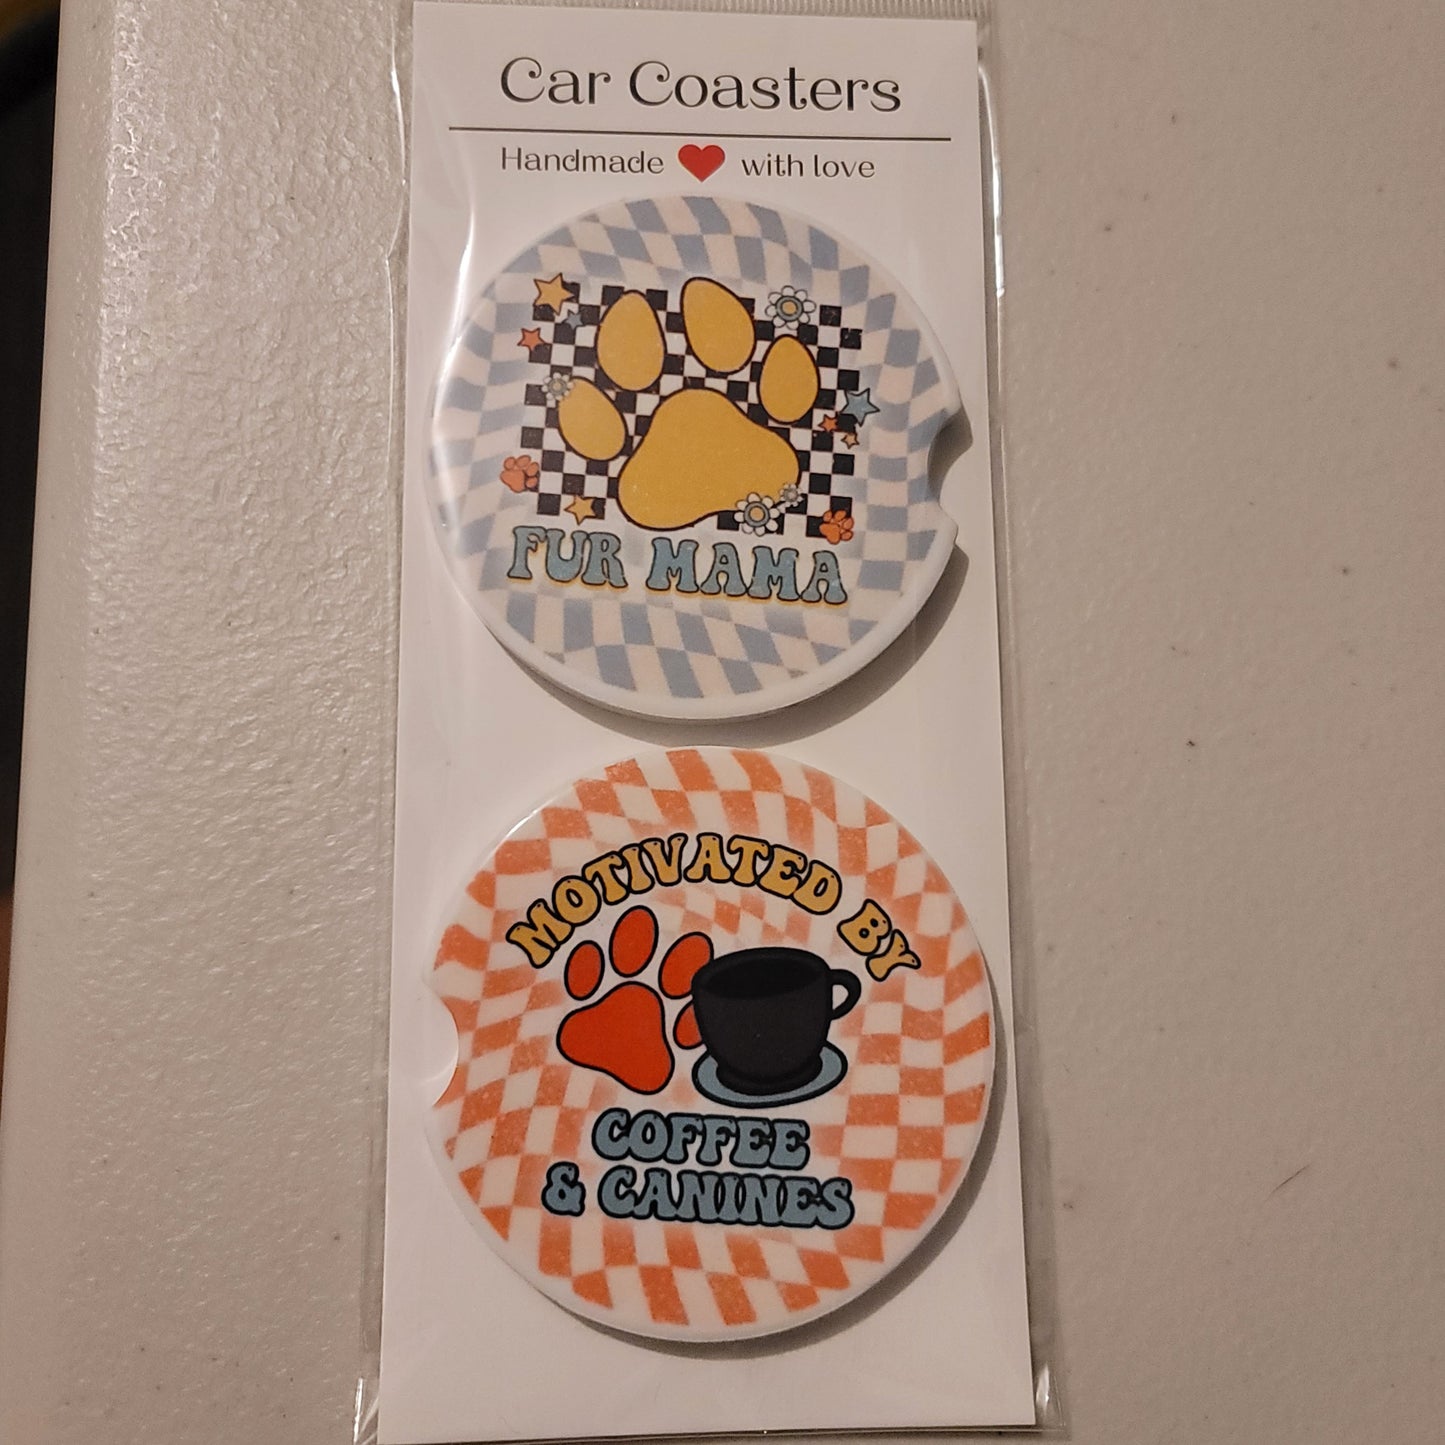 Car Coasters
Handmade with love
FUR MAMA
MOTIVATED BY
COFFEE
& CANINES